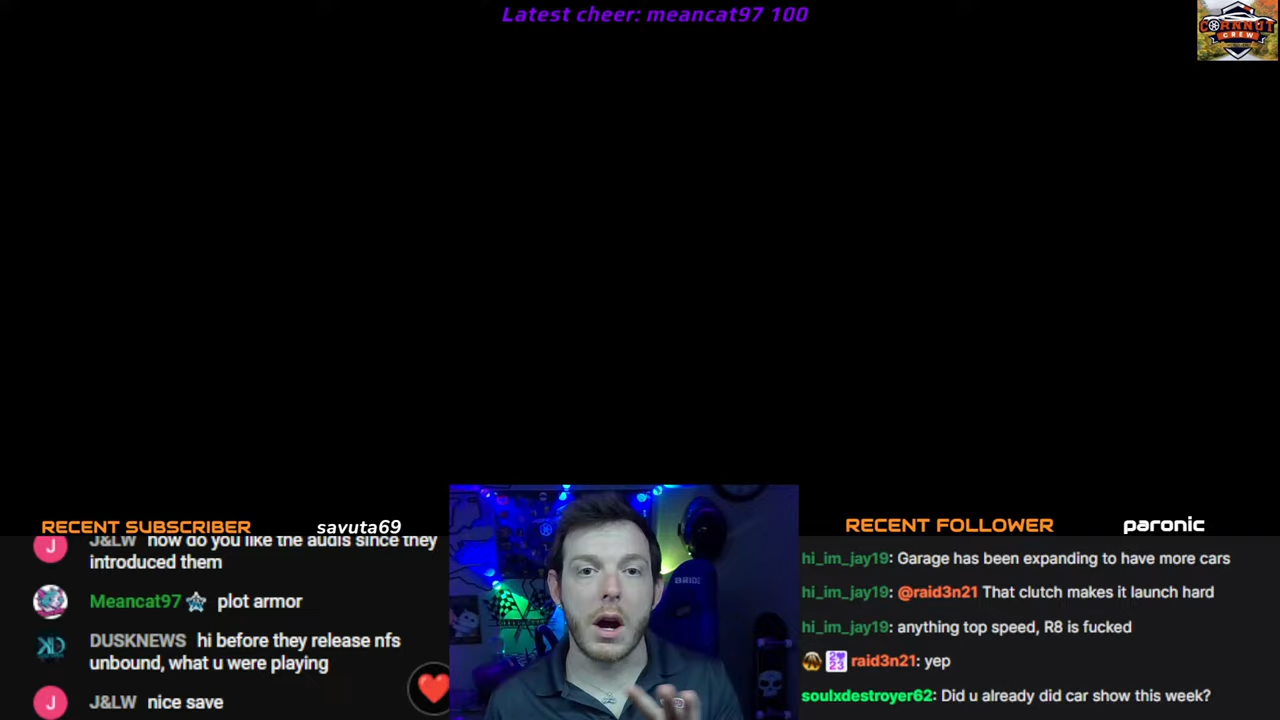 Latest cheer: meancat97 100
CORNNUT
CREW
RECENT SUBSCRIBER savuta69
J J&LW how do you like the audis since they
introduced them
Meancat97 plot armor
DUSKNEWS hi before they release nfs
unbound, what u were playing
J J&LW nice save
BRIDE
RECENT FOLLOWER paronic
hi_im_jay19: Garage has been expanding to have more cars
hi_im_jay19: @raid3n21 That clutch makes it launch hard
hi_im_jay19: anything top speed, R8 is fucked
raid3n21: yep
soulxdestroyer62: Did u already did car show this week?